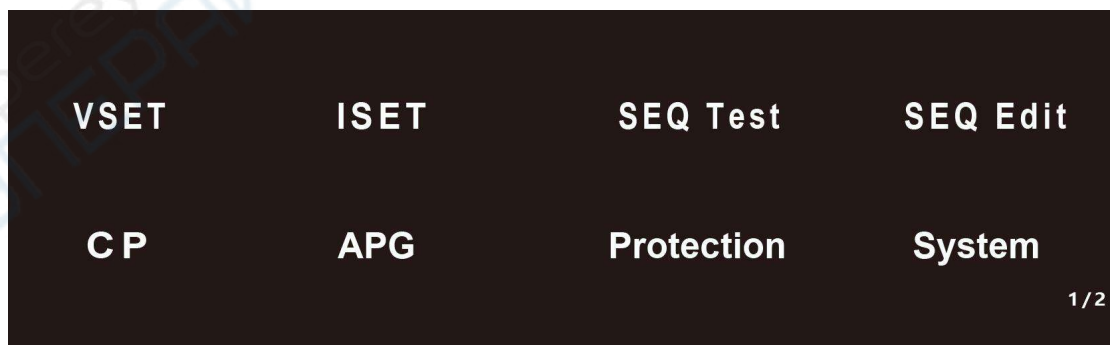 VSET ISET SEQ Test SEQ Edit
CP APG Protection System
1/2